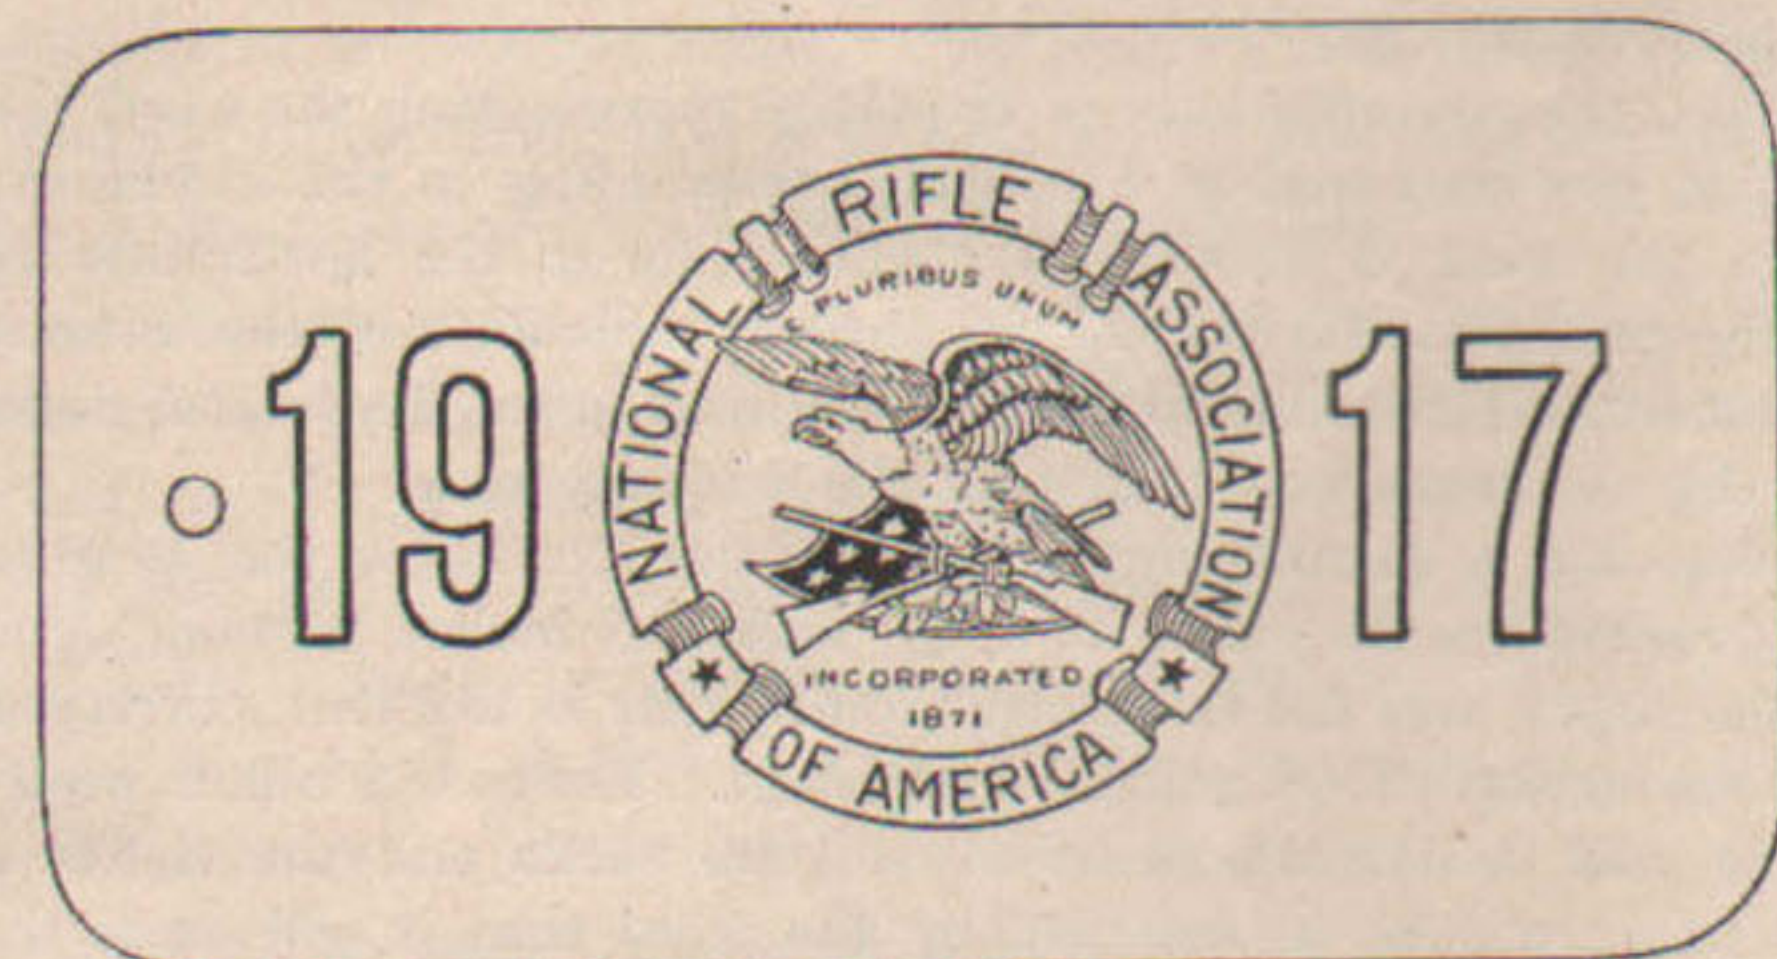 19
NATIONAL RIFLE ASSOCIATION
E PLURIBUS UNUM
INCORPORATED
1871
OF AMERICA
17